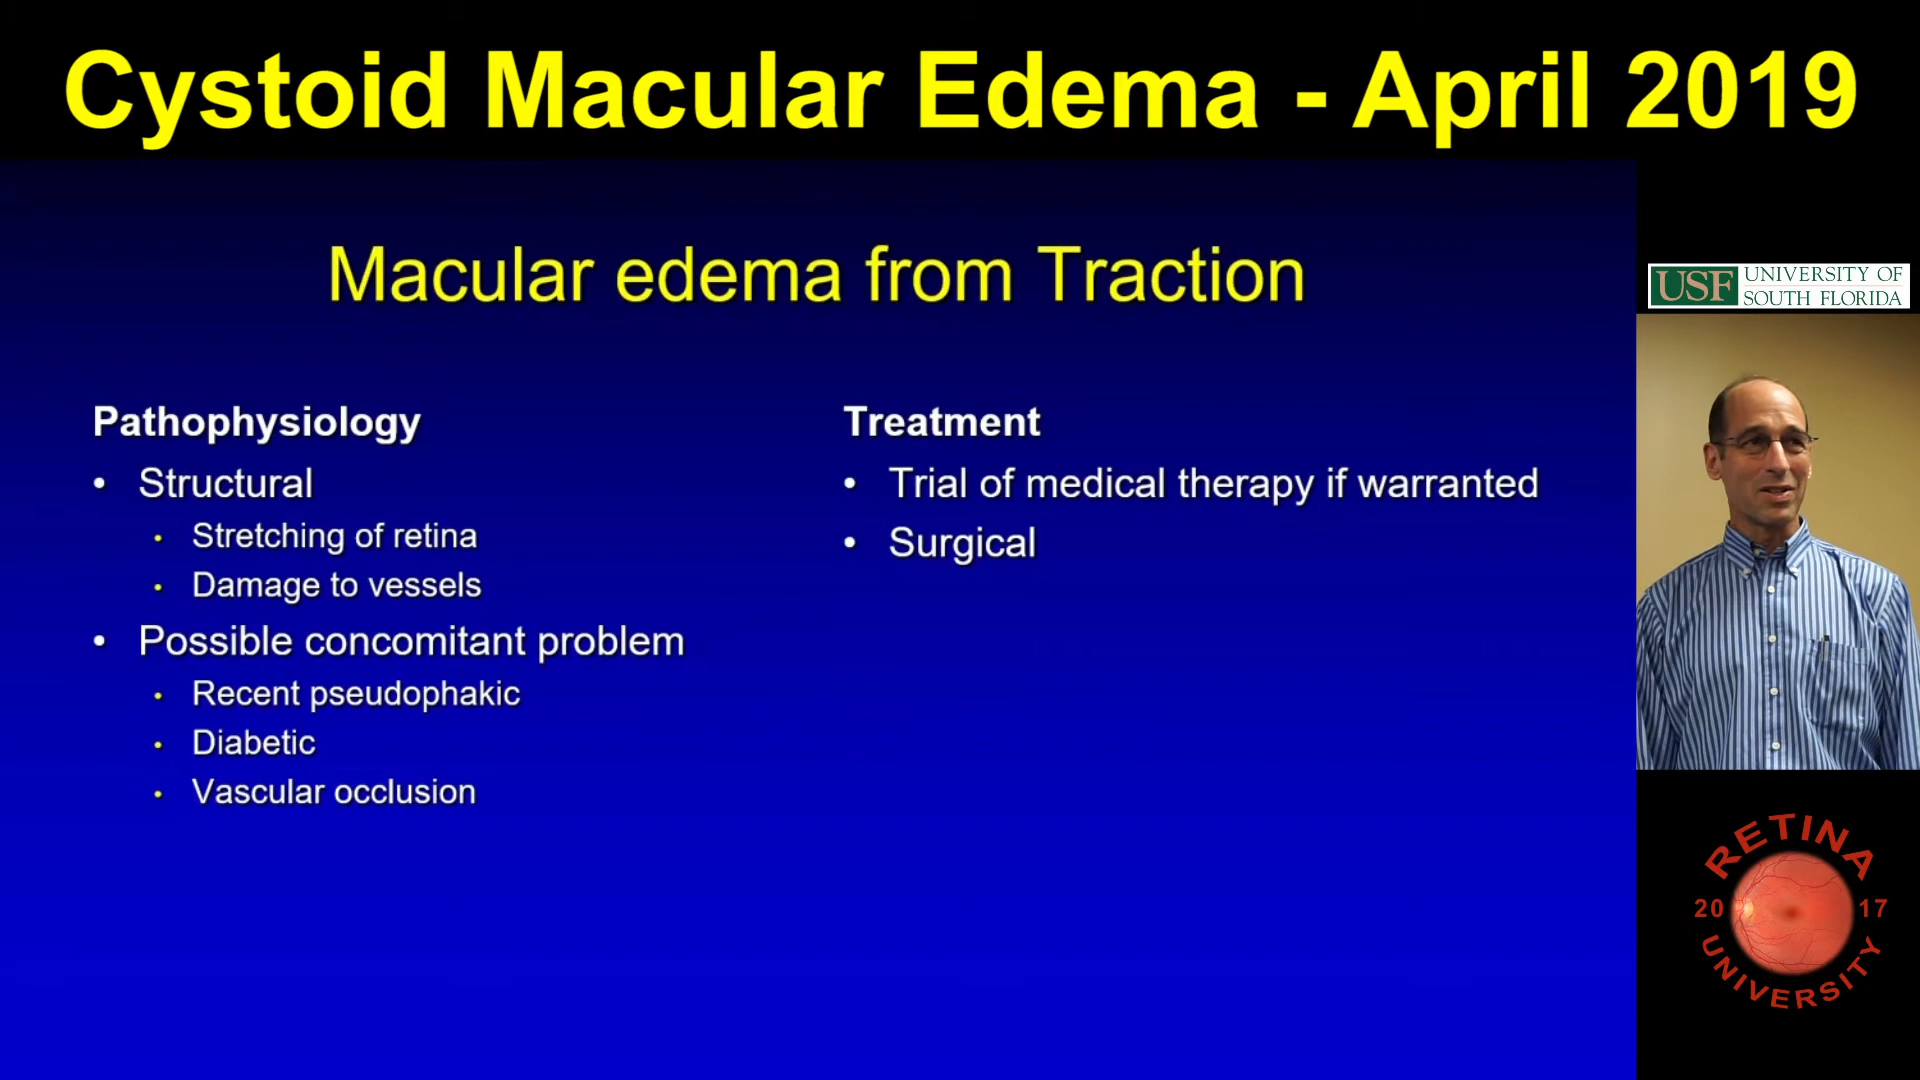 Cystoid Macular Edema - April 2019
Macular edema from Traction
Pathophysiology
• Structural
• Stretching of retina
• Damage to vessels
• Possible concomitant problem
• Recent pseudophakic
• Diabetic
• Vascular occlusion
Treatment
• Trial of medical therapy if warranted
• Surgical
USF UNIVERSITY OF
SOUTH FLORIDA
RETINA
20 17
UNIVERSITY